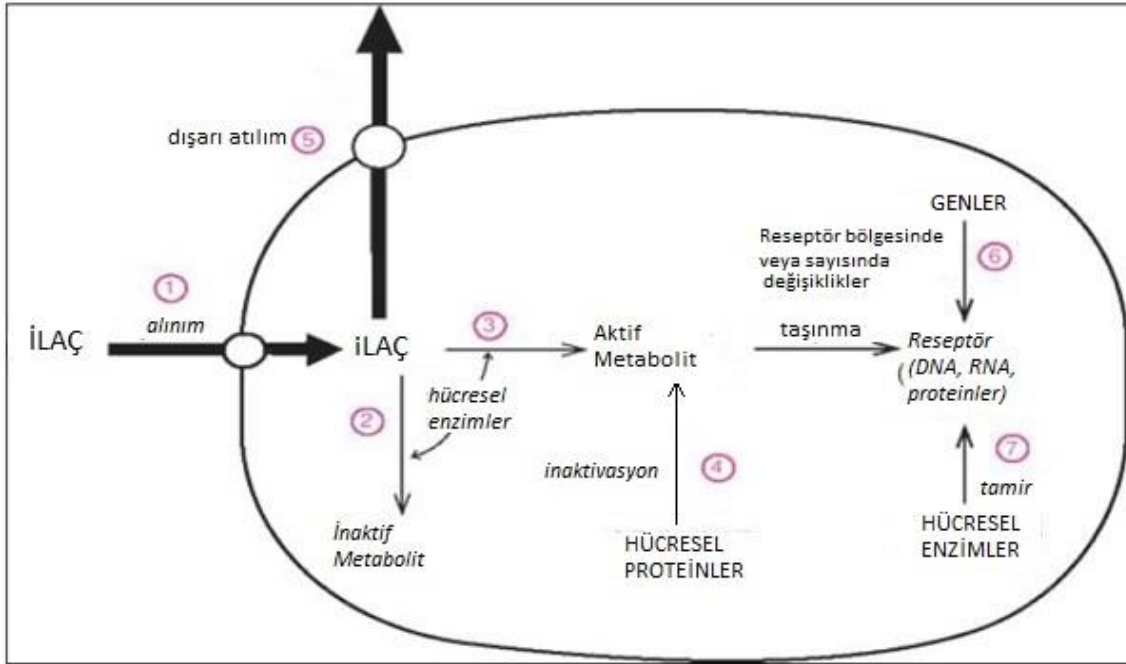 dışarı atılım
5
GENLER
Reseptör bölgesinde
veya sayısında
değişiklikler
6
1
alınım
İLAÇ
iLAÇ
3
Aktif
Metabolit
taşınma
Reseptör
((DNA, RNA,
proteinler)
hücresel
enzimler
2
inaktivasyon
4
7
tamir
İnaktif
Metabolit
HÜCRESEL
PROTEİNLER
HÜCRESEL
ENZİMLER